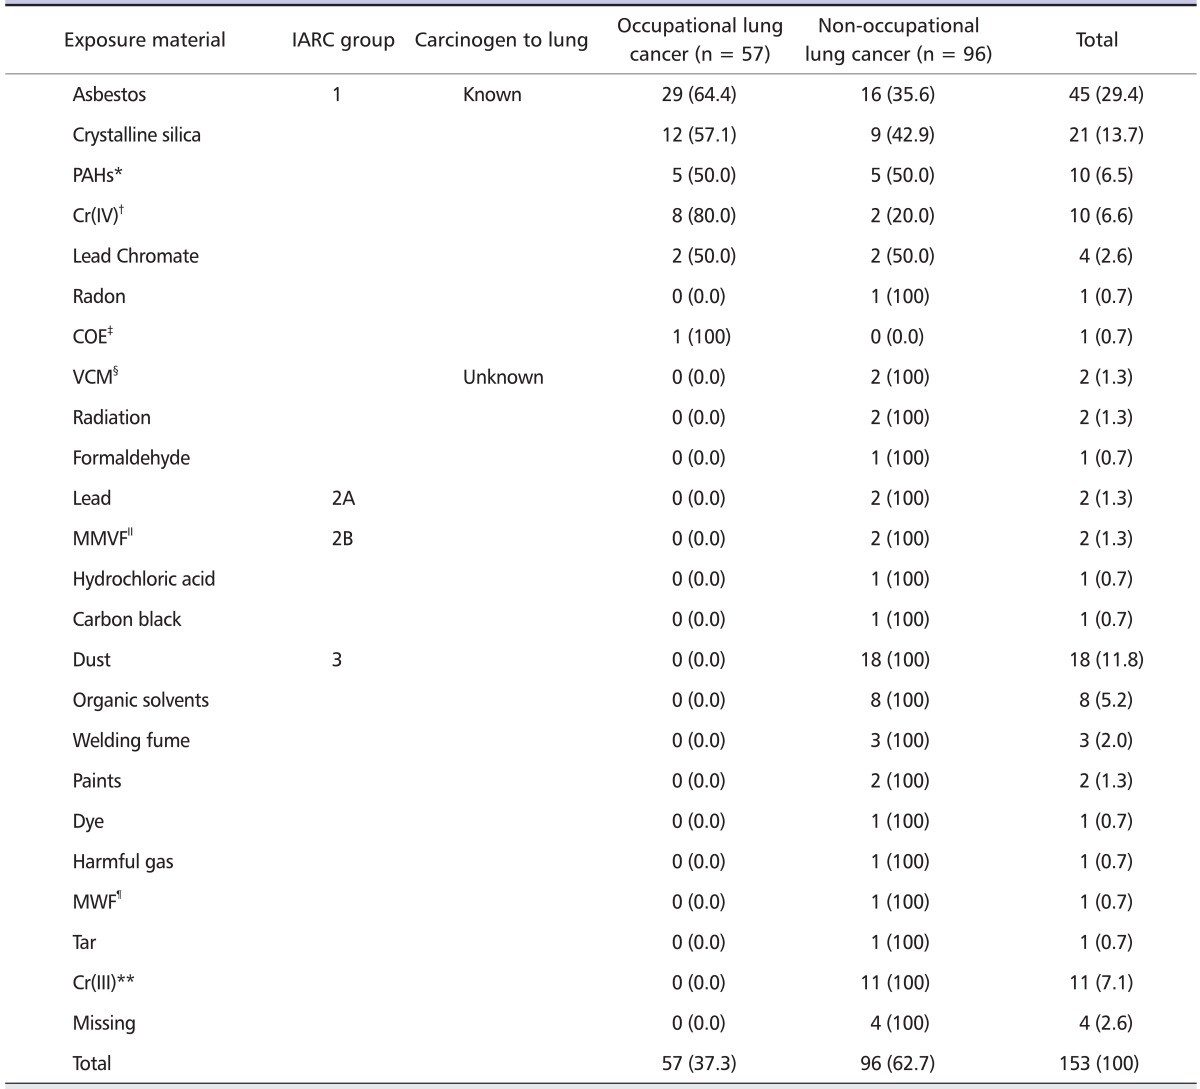 Exposure material IARC group Carcinogen to lung Occupational lung cancer (n = 57) Non-occupational lung cancer (n = 96) Total
Asbestos 1 Known 29 (64.4) 16 (35.6) 45 (29.4)
Crystalline silica 12 (57.1) 9 (42.9) 21 (13.7)
PAHs* 5 (50.0) 5 (50.0) 10 (6.5)
Cr(IV)† 8 (80.0) 2 (20.0) 10 (6.6)
Lead Chromate 2 (50.0) 2 (50.0) 4 (2.6)
Radon 0 (0.0) 1 (100) 1 (0.7)
COE‡ 1 (100) 0 (0.0) 1 (0.7)
VCM§ Unknown 0 (0.0) 2 (100) 2 (1.3)
Radiation 0 (0.0) 2 (100) 2 (1.3)
Formaldehyde 0 (0.0) 1 (100) 1 (0.7)
Lead 2A 0 (0.0) 2 (100) 2 (1.3)
MMVF‖ 2B 0 (0.0) 2 (100) 2 (1.3)
Hydrochloric acid 0 (0.0) 1 (100) 1 (0.7)
Carbon black 0 (0.0) 1 (100) 1 (0.7)
Dust 3 0 (0.0) 18 (100) 18 (11.8)
Organic solvents 0 (0.0) 8 (100) 8 (5.2)
Welding fume 0 (0.0) 3 (100) 3 (2.0)
Paints 0 (0.0) 2 (100) 2 (1.3)
Dye 0 (0.0) 1 (100) 1 (0.7)
Harmful gas 0 (0.0) 1 (100) 1 (0.7)
MWF¶ 0 (0.0) 1 (100) 1 (0.7)
Tar 0 (0.0) 1 (100) 1 (0.7)
Cr(III)** 0 (0.0) 11 (100) 11 (7.1)
Missing 0 (0.0) 4 (100) 4 (2.6)
Total 57 (37.3) 96 (62.7) 153 (100)